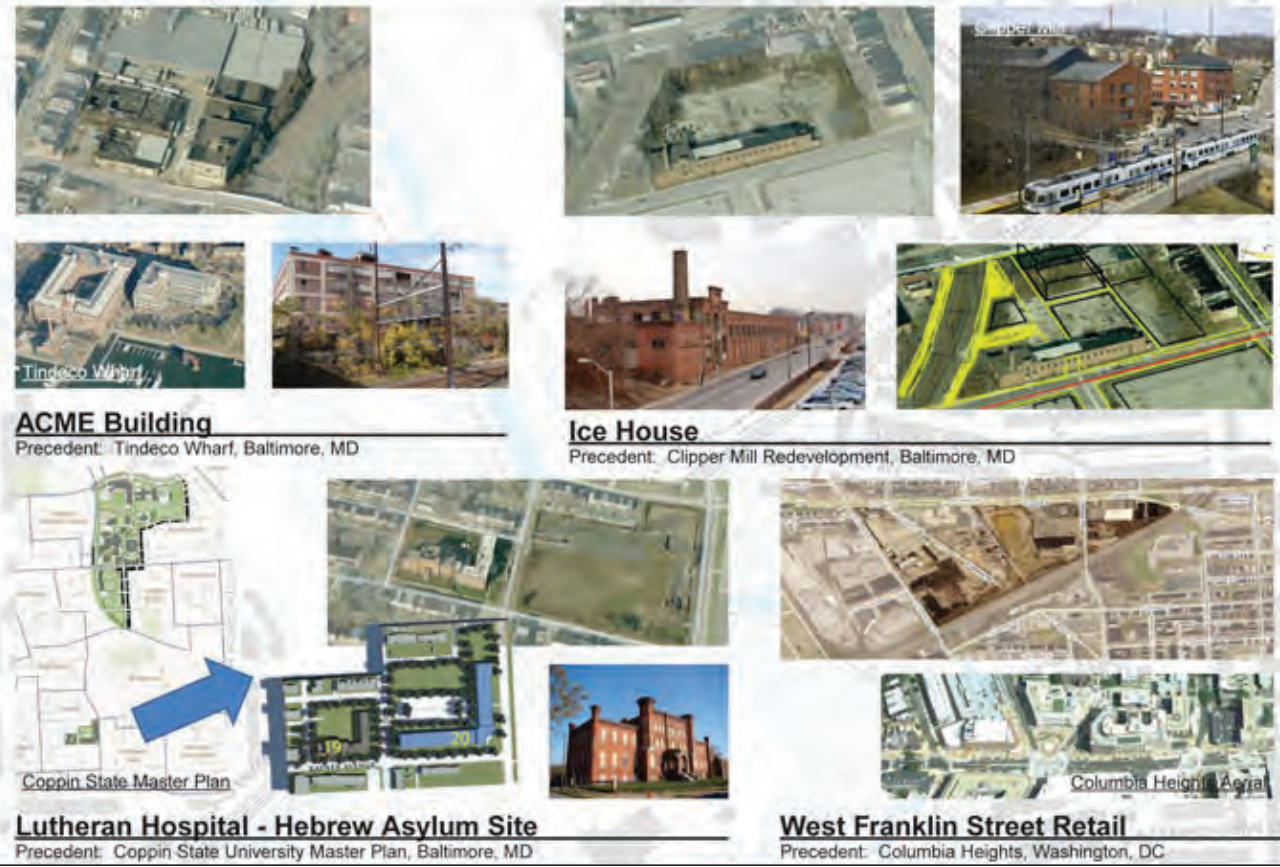 Clipper Mill
Tindeco Wharf
ACME Building
Precedent: Tindeco Wharf, Baltimore, MD
Ice House
Precedent: Clipper Mill Redevelopment, Baltimore, MD
19
20
Coppin State Master Plan
Columbia Heights Aerial
Lutheran Hospital - Hebrew Asylum Site
Precedent: Coppin State University Master Plan, Baltimore, MD
West Franklin Street Retail
Precedent: Columbia Heights, Washington, DC